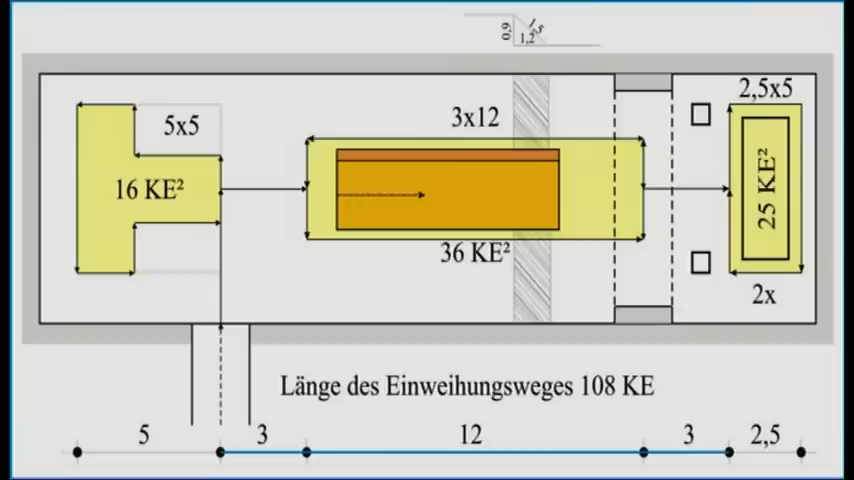 0,9
1,5
1,2
2,5x5
5x5
3x12
16 KE²
25 KE²
36 KE²
2x
Länge des Einweihungsweges 108 KE
5 3 12 3 2,5